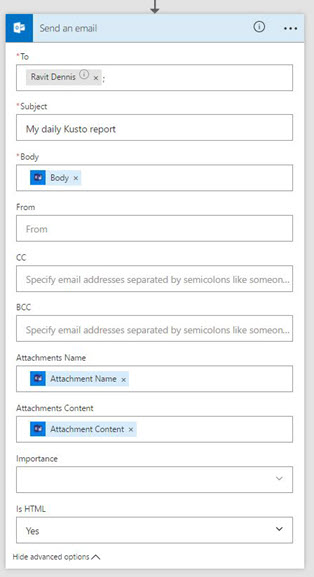 Send an email
*To
Ravit Dennis × ;
*Subject
My daily Kusto report
*Body
Body ×
From
From
CC
Specify email addresses separated by semicolons like someon...
BCC
Specify email addresses separated by semicolons like someon...
Attachments Name
Attachment Name ×
Attachments Content
Attachment Content ×
Importance
Is HTML
Yes
Hide advanced options